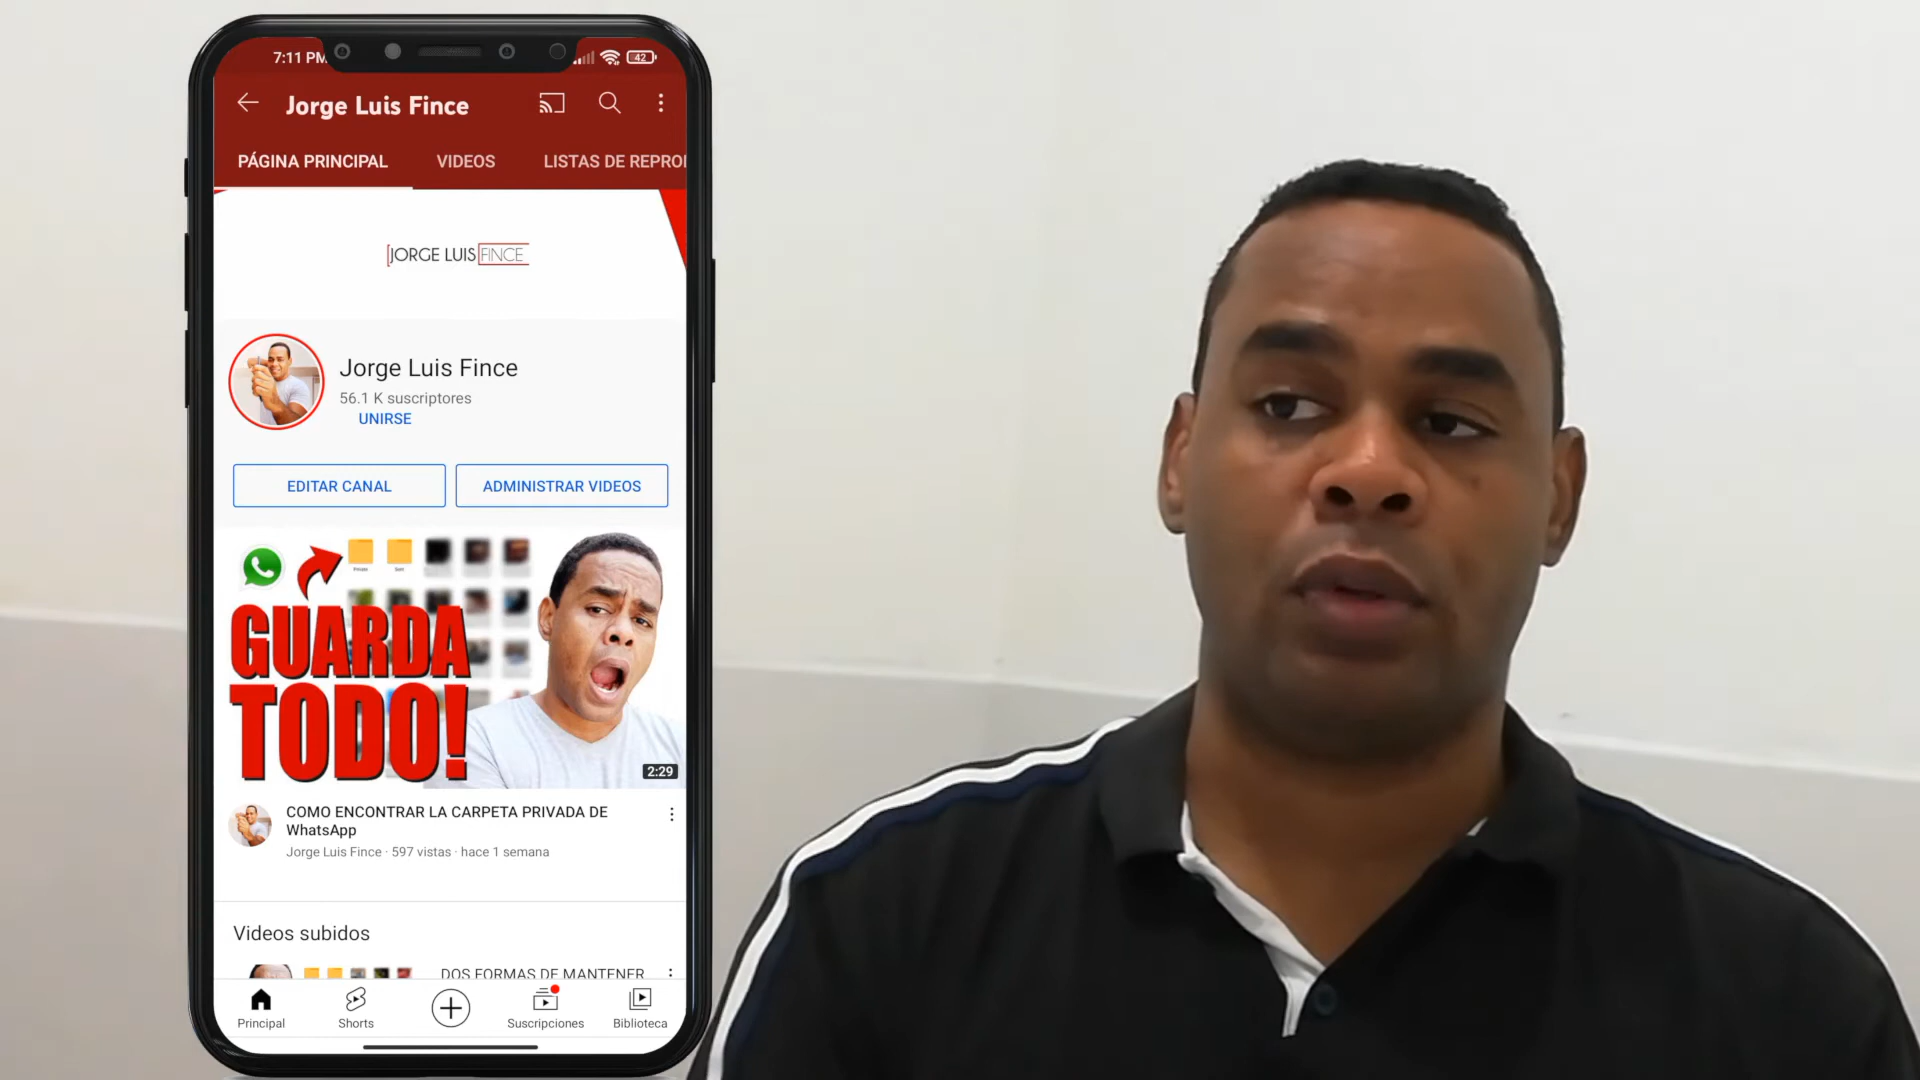 7:11 PM
42
Jorge Luis Fince
PÁGINA PRINCIPAL VIDEOS LISTAS DE REPRO
JORGE LUIS FINCE
Jorge Luis Fince
56.1 K suscriptores
UNIRSE
EDITAR CANAL ADMINISTRAR VIDEOS
GUARDA
TODO!
2:29
COMO ENCONTRAR LA CARPETA PRIVADA DE
WhatsApp
Jorge Luis Fince · 597 vistas · hace 1 semana
Videos subidos
DOS FORMAS DE MANTENER
Principal Shorts Suscripciones Biblioteca